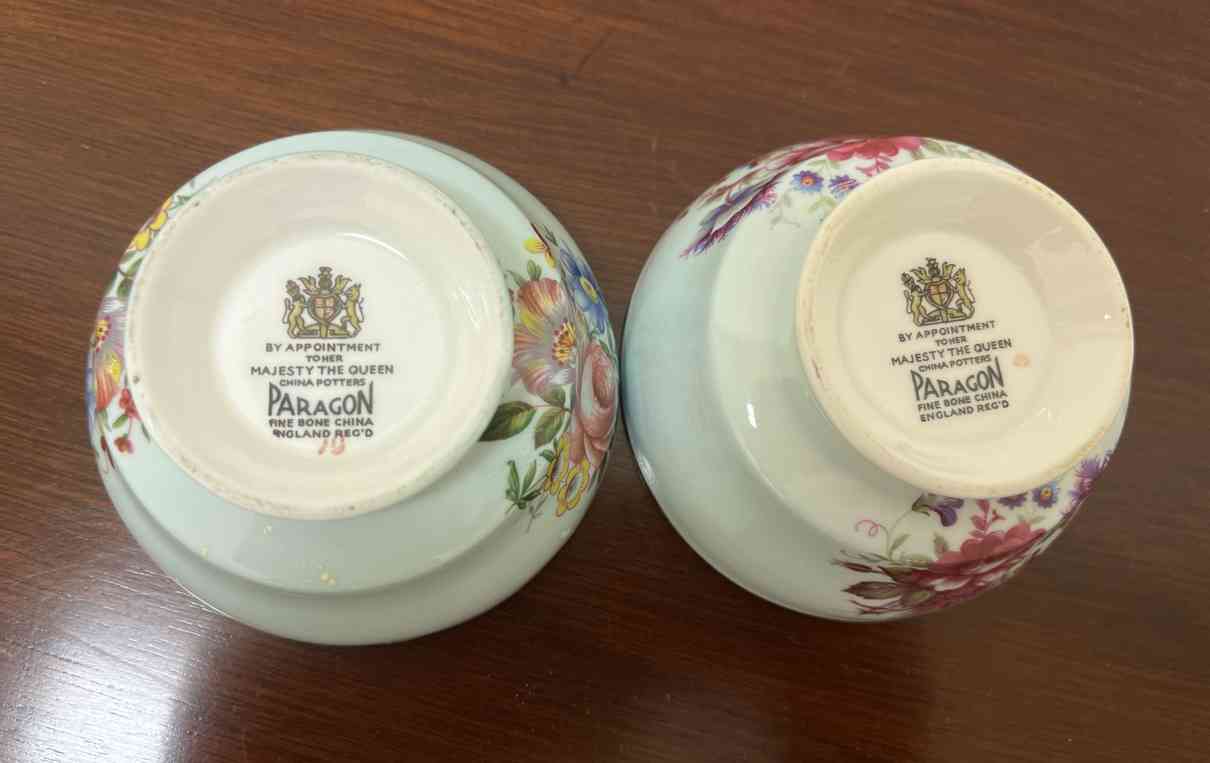 BY APPOINTMENT
TO HER
MAJESTY THE QUEEN
CHINA POTTERS
PARAGON
FINE BONE CHINA
ENGLAND REG'D
BY APPOINTMENT
TO HER
MAJESTY THE QUEEN
CHINA POTTERS
PARAGON
FINE BONE CHINA
ENGLAND REG'D